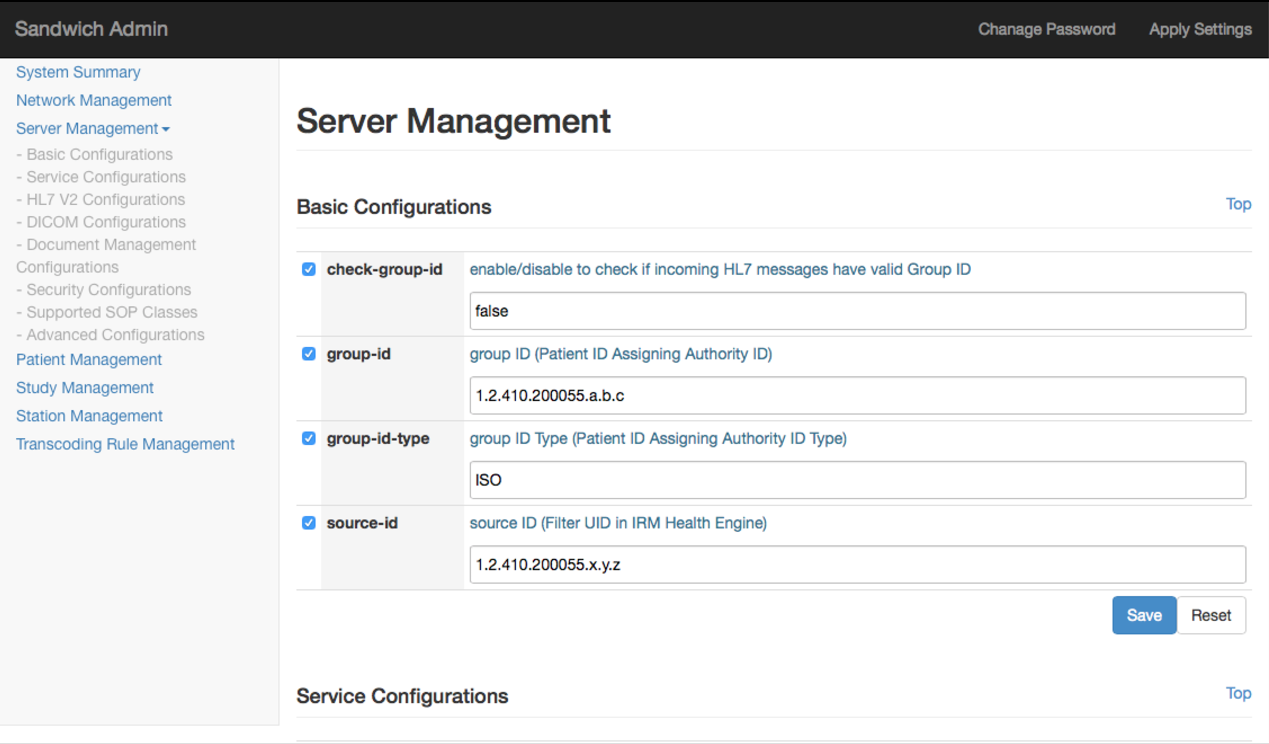 Sandwich Admin
Chanage Password
Apply Settings
System Summary
Network Management
Server Management
- Basic Configurations
- Service Configurations
- HL7 V2 Configurations
- DICOM Configurations
- Document Management
Configurations
- Security Configurations
- Supported SOP Classes
- Advanced Configurations
Patient Management
Study Management
Station Management
Transcoding Rule Management
Server Management
Basic Configurations
Top
check-group-id
enable/disable to check if incoming HL7 messages have valid Group ID
false
group-id
group ID (Patient ID Assigning Authority ID)
1.2.410.200055.a.b.c
group-id-type
group ID Type (Patient ID Assigning Authority ID Type)
ISO
source-id
source ID (Filter UID in IRM Health Engine)
1.2.410.200055.x.y.z
Save
Reset
Service Configurations
Top